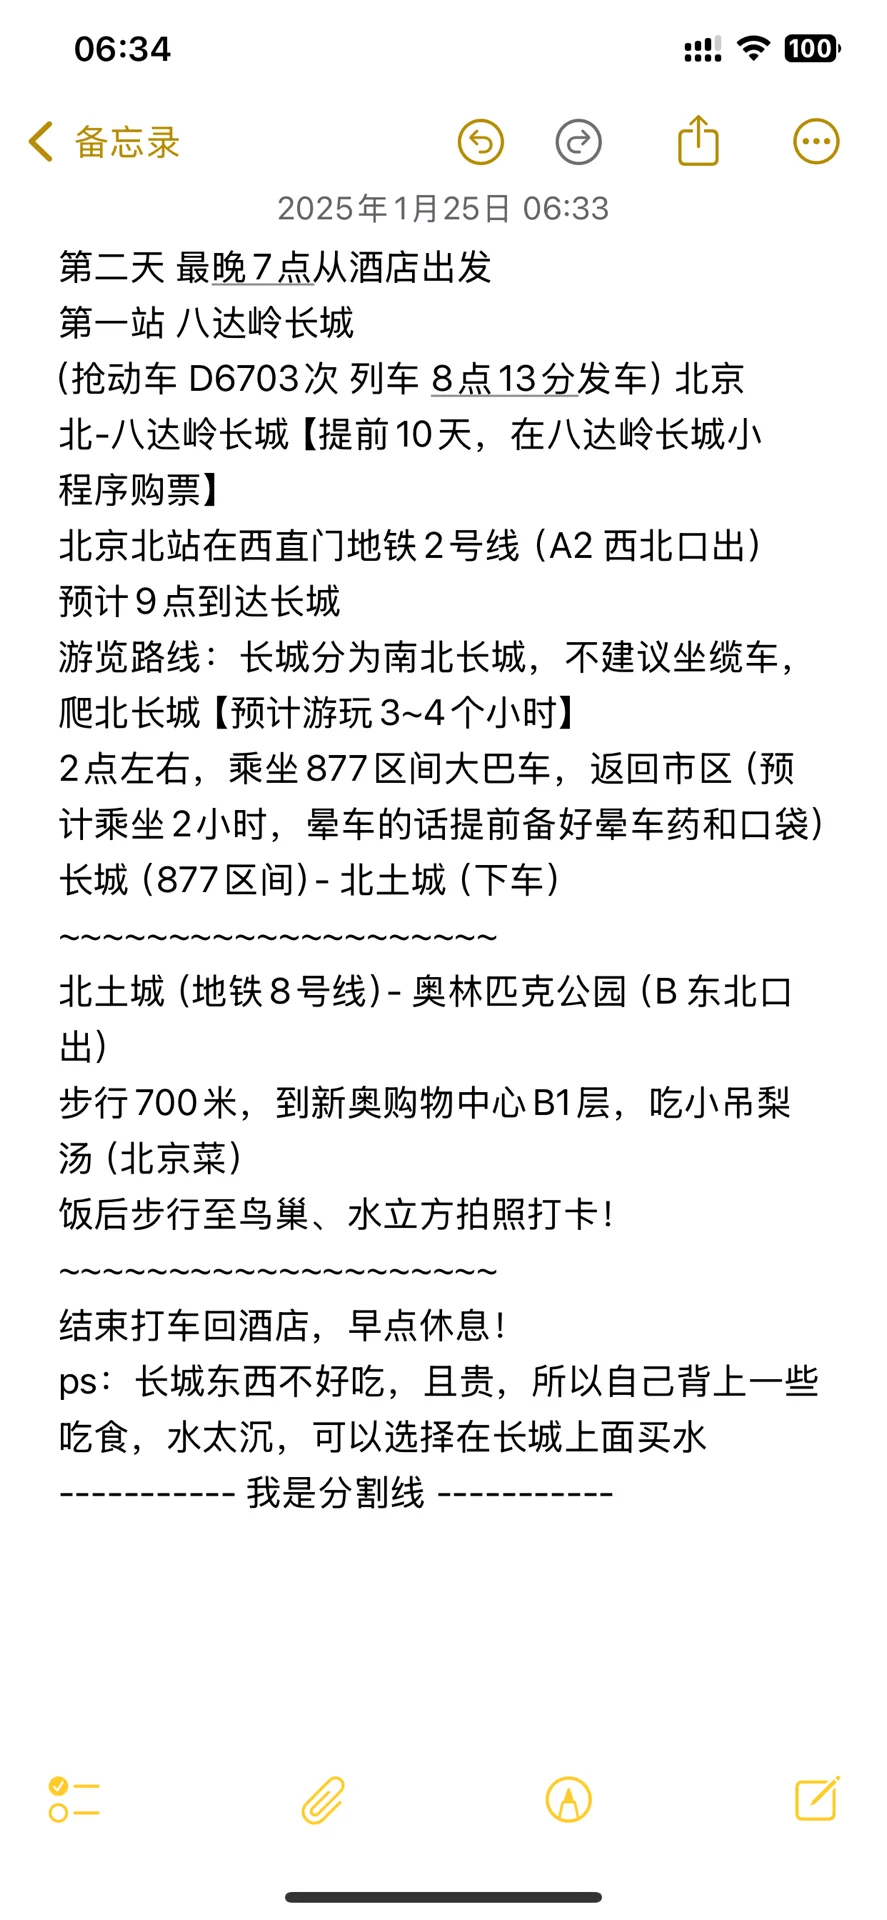 06:34
100
备忘录
2025年1月25日 06:33
第二天 最晚7点从酒店出发
第一站 八达岭长城
(抢动车 D6703次 列车 8点13分发车) 北京
北-八达岭长城【提前10天，在八达岭长城小
程序购票】
北京北站在西直门地铁2号线（A2 西北口出）
预计9点到达长城
游览路线：长城分为南北长城，不建议坐缆车，
爬北长城【预计游玩3~4个小时】
2点左右，乘坐877区间大巴车，返回市区（预
计乘坐2小时，晕车的话提前备好晕车药和口袋）
长城（877区间）- 北土城（下车）
~~~~~~~~~~~~~~~~~~~~
北土城（地铁8号线）- 奥林匹克公园（B 东北口
出）
步行700米，到新奥购物中心B1层，吃小吊梨
汤（北京菜）
饭后步行至鸟巢、水立方拍照打卡！
~~~~~~~~~~~~~~~~~~~~
结束打车回酒店，早点休息！
ps：长城东西不好吃，且贵，所以自己背上一些
吃食，水太沉，可以选择在长城上面买水
----------- 我是分割线 -----------